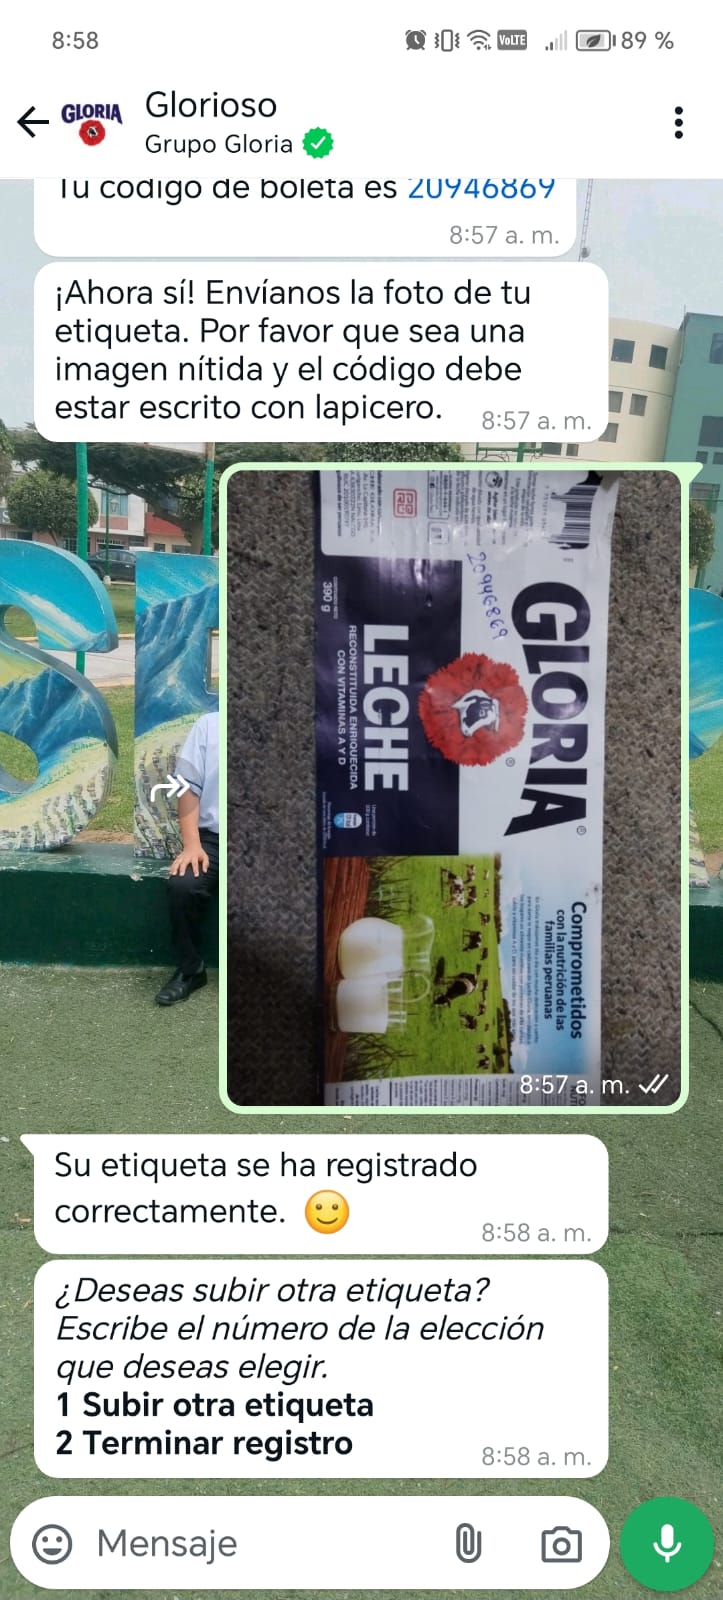 8:58
VoLTE
89 %
GLORIA
Glorioso
Grupo Gloria
Tu código de boleta es 20946869
8:57 a. m.
¡Ahora sí! Envíanos la foto de tu
etiqueta. Por favor que sea una
imagen nítida y el código debe
estar escrito con lapicero.
8:57 a. m.
20946869
GLORIA
LECHE
RECONSTITUIDA ENRIQUECIDA
CON VITAMINAS A Y D
390 g
Comprometidos
con la nutrición de las
familias peruanas
8:57 a. m.
Su etiqueta se ha registrado
correctamente. 🙂
8:58 a. m.
¿Deseas subir otra etiqueta?
Escribe el número de la elección
que deseas elegir.
1 Subir otra etiqueta
2 Terminar registro
8:58 a. m.
Mensaje